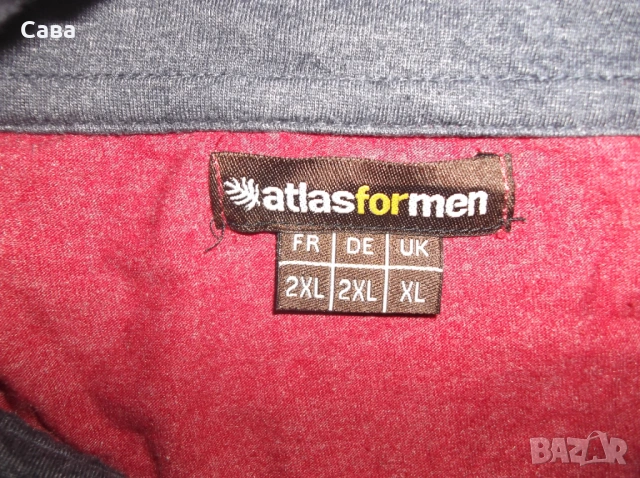 Сава
atlasformen
FR DE UK
2XL 2XL XL
BAZAR